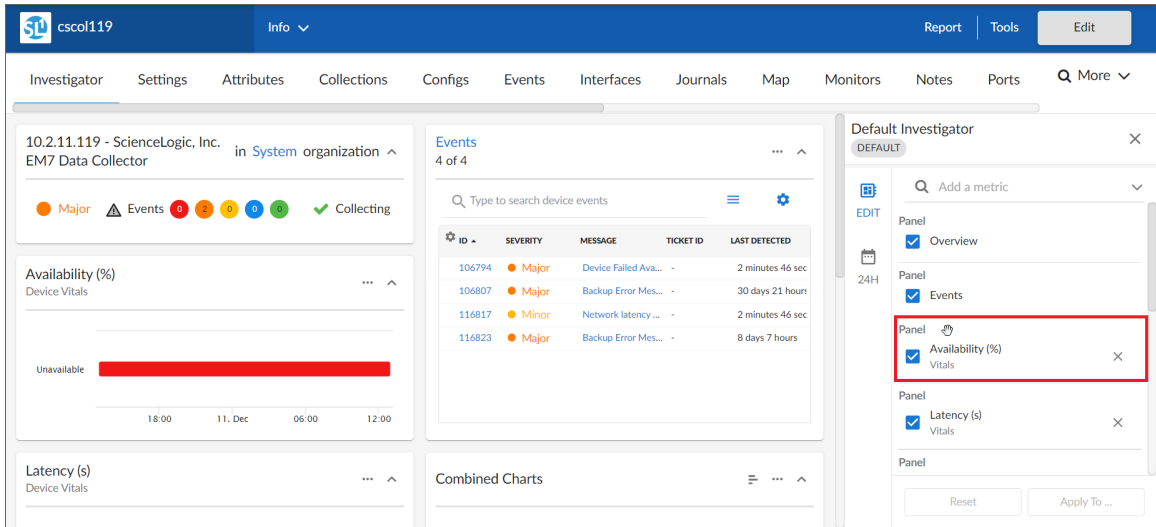 SL1 cscol119
Info
Report Tools Edit
Investigator Settings Attributes Collections Configs Events Interfaces Journals Map Monitors Notes Ports More
10.2.11.119 - ScienceLogic, Inc.
EM7 Data Collector
in System organization
Major Events 0 2 0 0 0 Collecting
Availability (%)
Device Vitals
Unavailable
18:00 11. Dec 06:00 12:00
Latency (s)
Device Vitals
Events
4 of 4
Type to search device events
ID SEVERITY MESSAGE TICKET ID LAST DETECTED
106794 Major Device Failed Ava... - 2 minutes 46 sec
106807 Major Backup Error Mes... - 30 days 21 hours
116817 Minor Network latency ... - 2 minutes 46 sec
116823 Major Backup Error Mes... - 8 days 7 hours
Combined Charts
Default Investigator
DEFAULT
EDIT
24H
Add a metric
Panel
Overview
Panel
Events
Panel
Availability (%)
Vitals
Panel
Latency (s)
Vitals
Panel
Reset Apply To ...